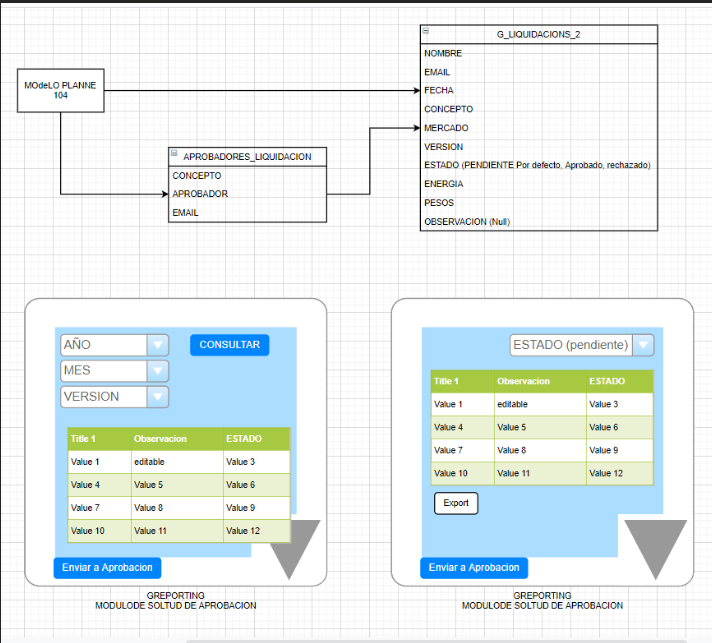 G_LIQUIDACIONS_2
NOMBRE
EMAIL
FECHA
CONCEPTO
MERCADO
VERSION
ESTADO (PENDIENTE Por defecto, Aprobado, rechazado)
ENERGIA
PESOS
OBSERVACION (Null)
MOdeLO PLANNE
104
APROBADORES_LIQUIDACION
CONCEPTO
APROBADOR
EMAIL
AÑO
CONSULTAR
MES
VERSION
Title 1 Observacion ESTADO
Value 1 editable Value 3
Value 4 Value 5 Value 6
Value 7 Value 8 Value 9
Value 10 Value 11 Value 12
Enviar a Aprobacion
GREPORTING
MODULODE SOLTUD DE APROBACION
ESTADO (pendiente)
Title 1 Observacion ESTADO
Value 1 editable Value 3
Value 4 Value 5 Value 6
Value 7 Value 8 Value 9
Value 10 Value 11 Value 12
Export
Enviar a Aprobacion
GREPORTING
MODULODE SOLTUD DE APROBACION